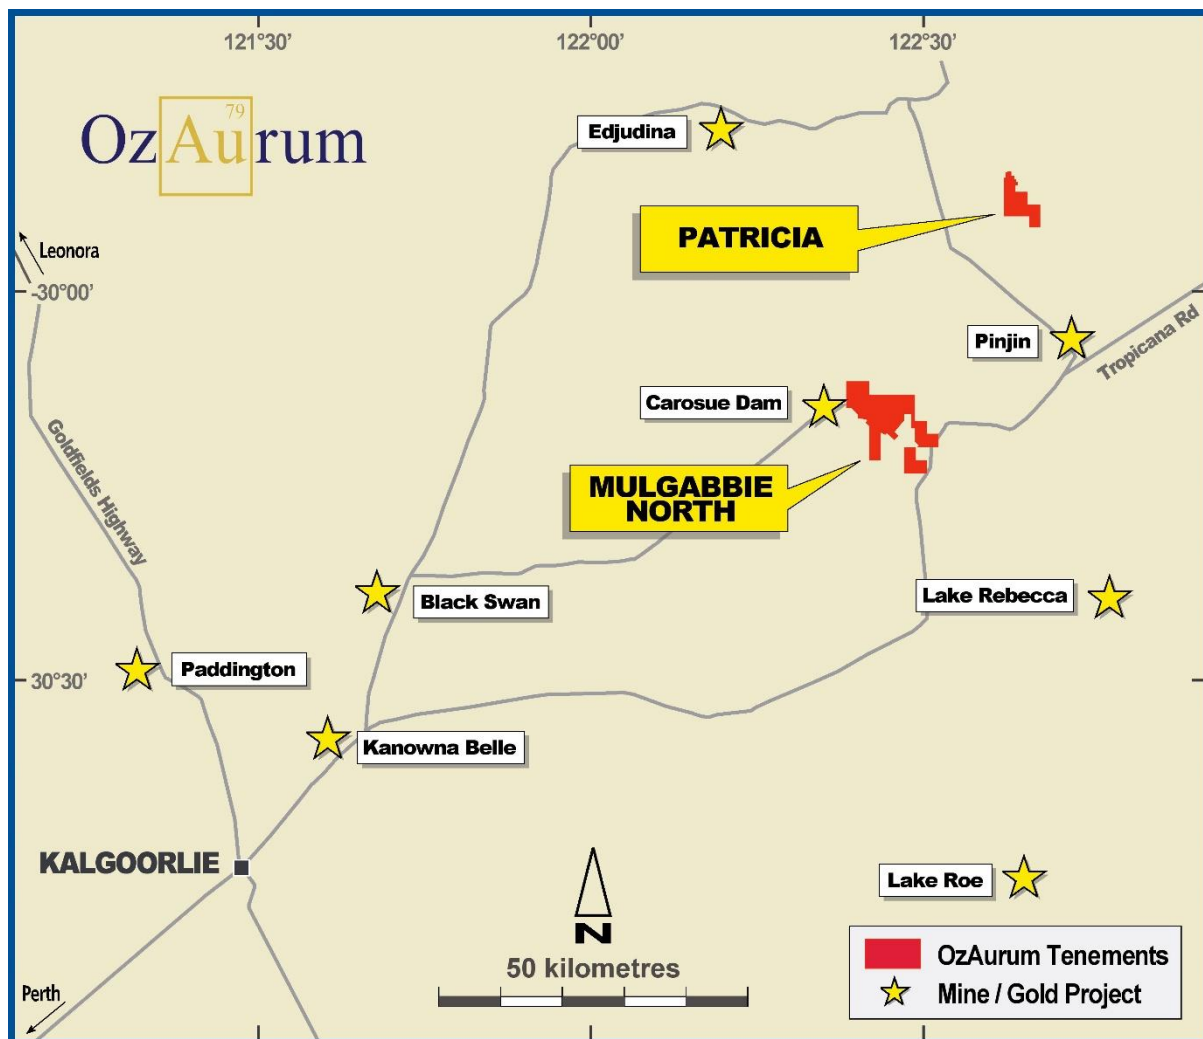 121°30’
122°00’
122°30’
79
OzAurum
Edjudina
PATRICIA
Leonora
-30°00’
Pinjin
Tropicana Rd
Carosue Dam
Goldfields Highway
MULGABBIE
NORTH
Black Swan
Lake Rebecca
Paddington
30°30’
Kanowna Belle
KALGOORLIE
Lake Roe
N
50 kilometres
OzAurum Tenements
Mine / Gold Project
Perth